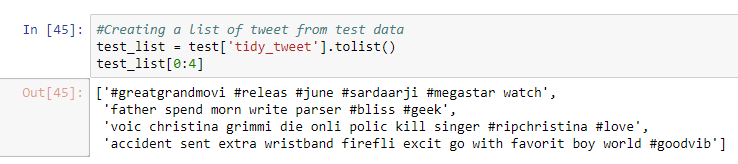 In [45]: #Creating a list of tweet from test data
test_list = test['tidy_tweet'].tolist()
test_list[0:4]
Out[45]: ['#greatgrandmovi #releas #june #sardaarji #megastar watch',
'father spend morn write parser #bliss #geek',
'voic christina grimmi die onli polic kill singer #ripchristina #love',
'accident sent extra wristband firefli excit go with favorit boy world #goodvib']